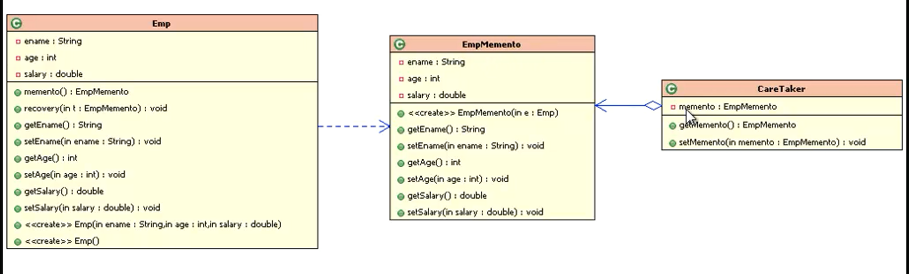 Emp
ename : String
age : int
salary : double
memento() : EmpMemento
recovery(in t : EmpMemento) : void
getEname() : String
setEname(in ename : String) : void
getAge() : int
setAge(in age : int) : void
getSalary() : double
setSalary(in salary : double) : void
<<create>> Emp(in ename : String,in age : int,in salary : double)
<<create>> Emp()
EmpMemento
ename : String
age : int
salary : double
<<create>> EmpMemento(in e : Emp)
getEname() : String
setEname(in ename : String) : void
getAge() : int
setAge(in age : int) : void
getSalary() : double
setSalary(in salary : double) : void
CareTaker
memento : EmpMemento
getMemento() : EmpMemento
setMemento(in memento : EmpMemento) : void